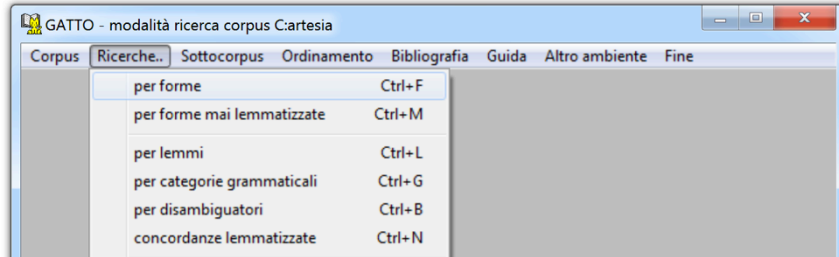 GATTO - modalità ricerca corpus C:artesia
Corpus Ricerche.. Sottocorpus Ordinamento Bibliografia Guida Altro ambiente Fine
per forme Ctrl+F
per forme mai lemmatizzate Ctrl+M
per lemmi Ctrl+L
per categorie grammaticali Ctrl+G
per disambiguatori Ctrl+B
concordanze lemmatizzate Ctrl+N